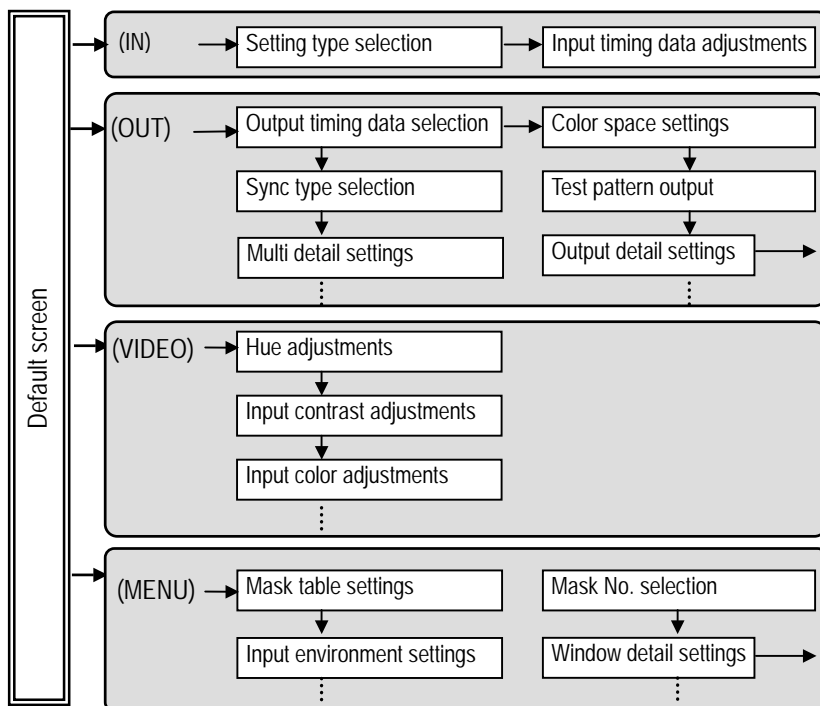 Default screen
(IN)
Setting type selection
Input timing data adjustments
(OUT)
Output timing data selection
Color space settings
Sync type selection
Test pattern output
Multi detail settings
Output detail settings
(VIDEO)
Hue adjustments
Input contrast adjustments
Input color adjustments
(MENU)
Mask table settings
Mask No. selection
Input environment settings
Window detail settings